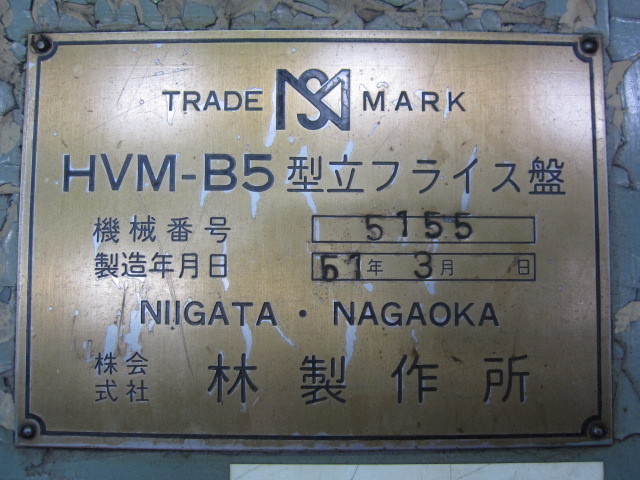 TRADE MARK
HVM-B5型立フライス盤
機械番号 5155
製造年月日 51年 3月 日
NIIGATA・NAGAOKA
株式会社 林製作所